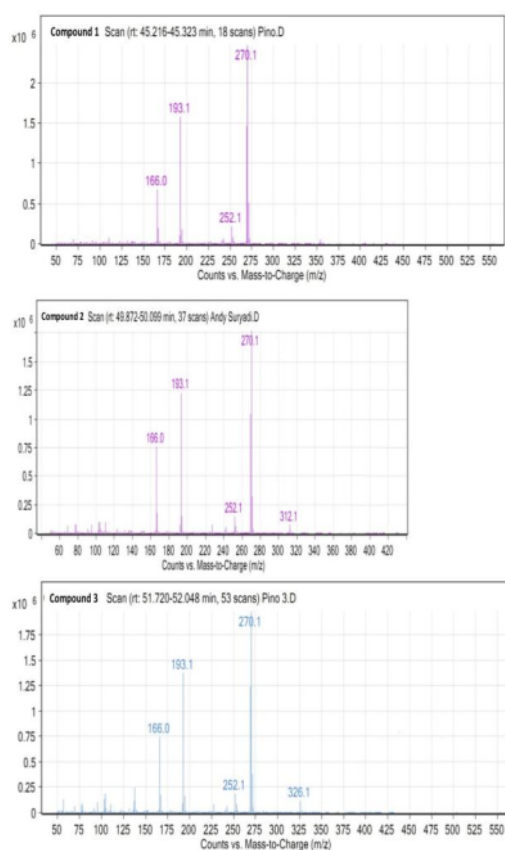 Compound 1 Scan (rt: 45.216-45.323 min, 18 scans) Pino.D
x10 6
270.1
2
1.5
193.1
1
166.0
0.5
252.1
0
50 75 100 125 150 175 200 225 250 275 300 325 350 375 400 425 450 475 500 525 550
Counts vs. Mass-to-Charge (m/z)
Compound 2 Scan (rt: 49.872-50.099 min, 37 scans) Andy Suryadi.D
x10 6
270.1
1.5
193.1
1
166.0
0.75
0.5
0.25
252.1
312.1
0
60 80 100 120 140 160 180 200 220 240 260 280 300 320 340 360 380 400 420
Counts vs. Mass-to-Charge (m/z)
Compound 3 Scan (rt: 51.720-52.048 min, 53 scans) Pino 3.D
x10 6
270.1
1.75
1.5
193.1
1.25
1
166.0
0.75
0.5
0.25
252.1
326.1
0
50 75 100 125 150 175 200 225 250 275 300 325 350 375 400 425 450 475 500 525 550
Counts vs. Mass-to-Charge (m/z)